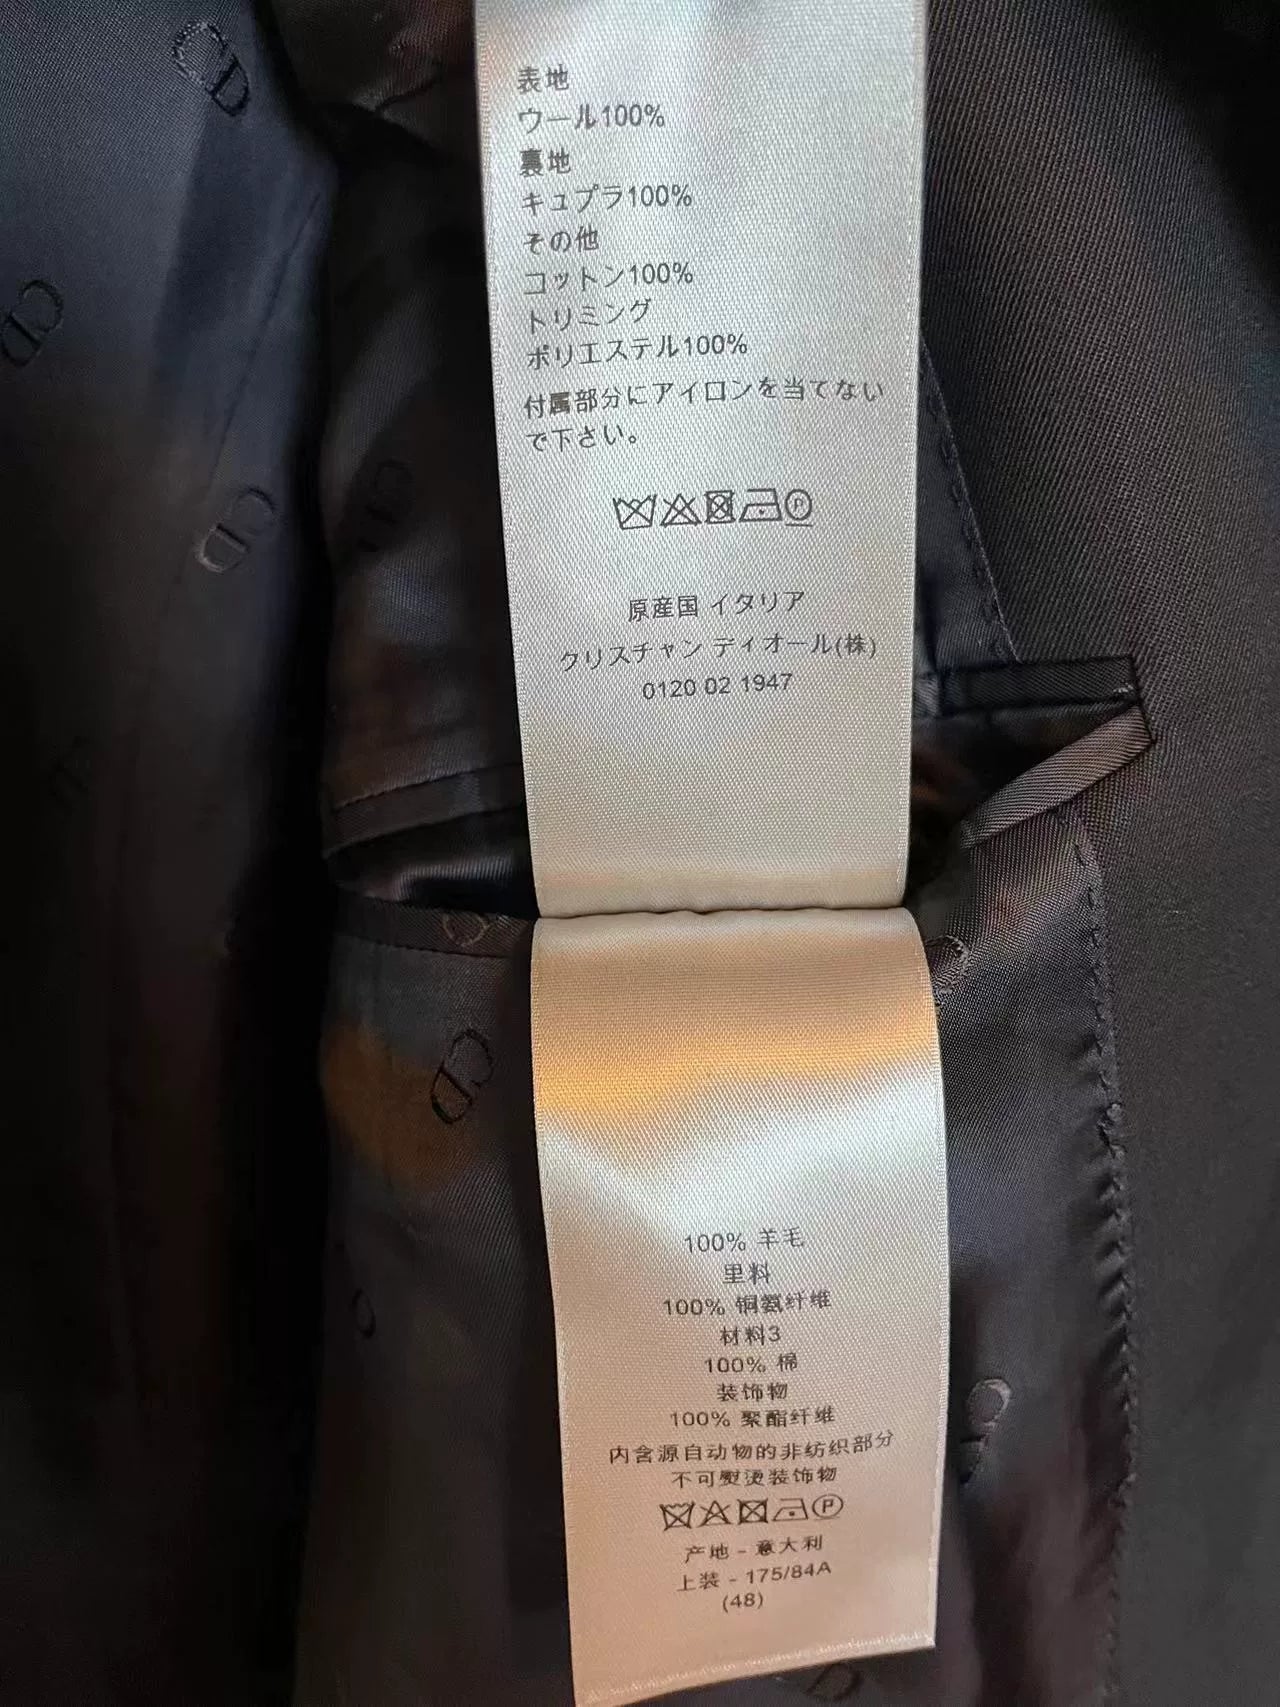 表地
ウール100%
裏地
キュプラ100%
その他
コットン100%
トリミング
ポリエステル100%
付属部分にアイロンを当てない
で下さい。
P
原産国 イタリア
クリスチャン ディオール(株)
0120 02 1947
100% 羊毛
里料
100% 铜氨纤维
材料3
100% 棉
装饰物
100% 聚酯纤维
内含源自动物的非纺织部分
不可熨烫装饰物
P
产地 - 意大利
上装 - 175/84A
(48)
CD
CD
CD
CD
CD